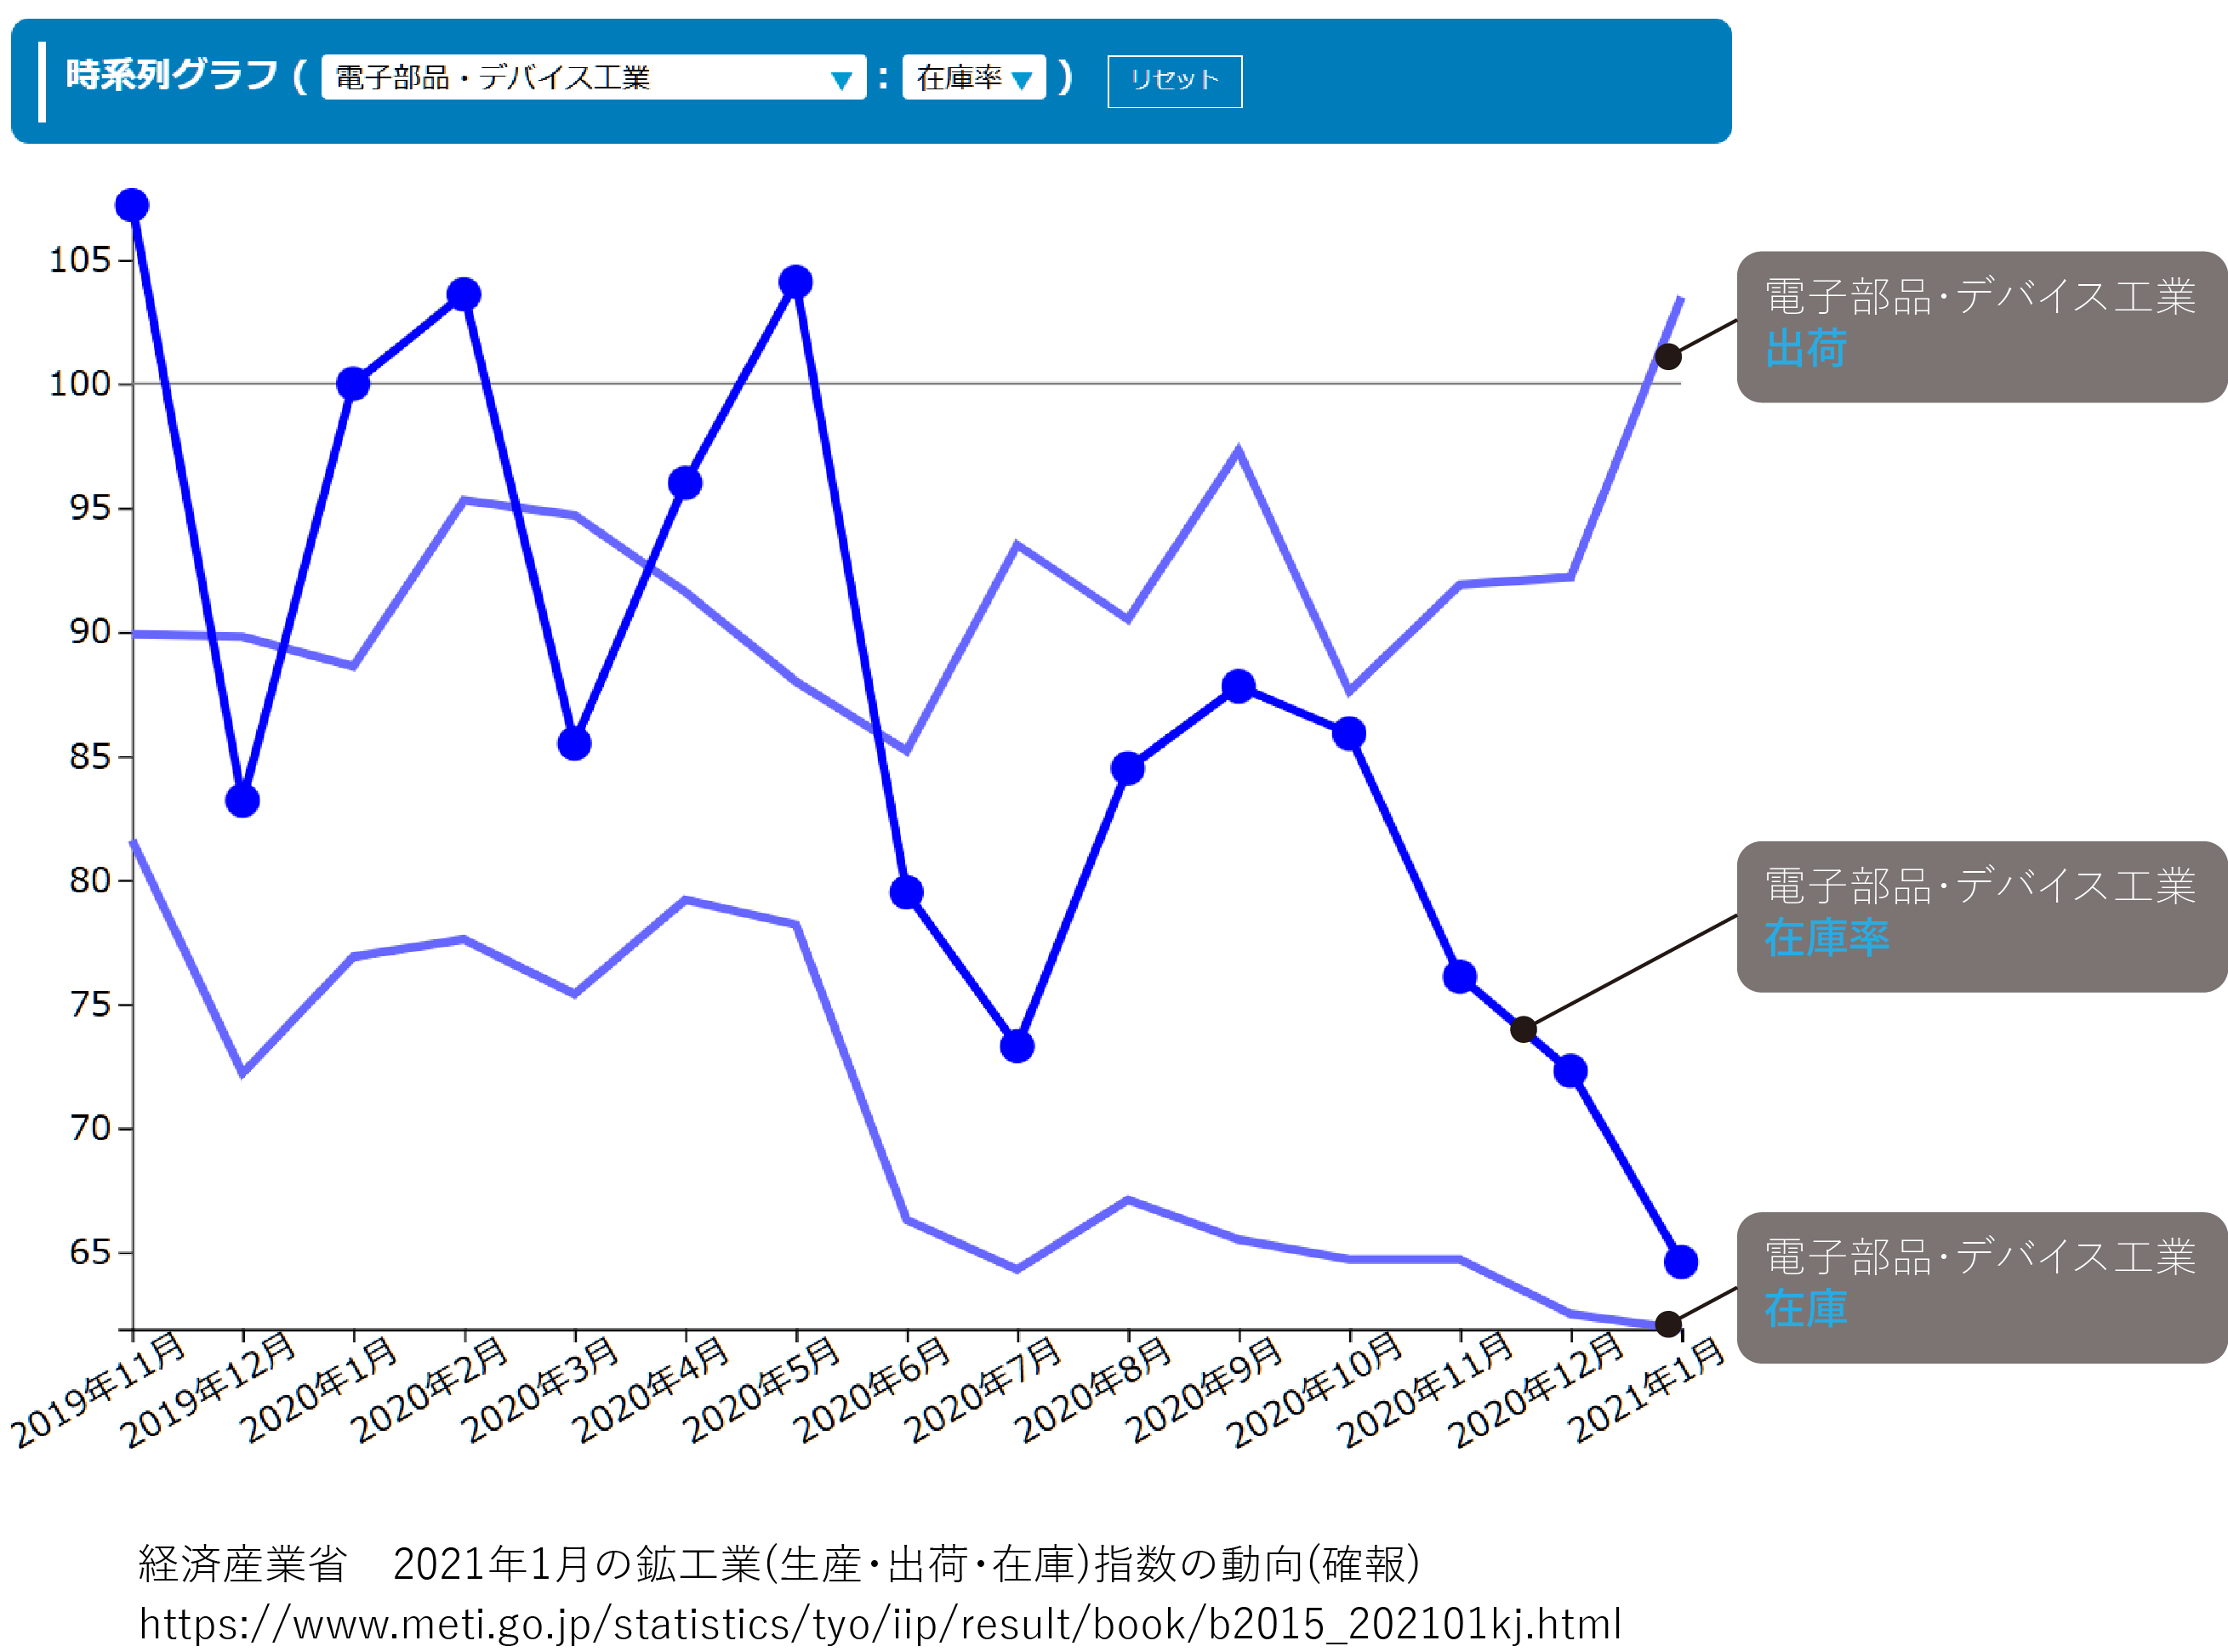 時系列グラフ ( 電子部品・デバイス工業 ▼ : 在庫率 ▼ ) リセット
105
100
95
90
85
80
75
70
65
2019年11月
2019年12月
2020年1月
2020年2月
2020年3月
2020年4月
2020年5月
2020年6月
2020年7月
2020年8月
2020年9月
2020年10月
2020年11月
2020年12月
2021年1月
電子部品・デバイス工業
出荷
電子部品・デバイス工業
在庫率
電子部品・デバイス工業
在庫
経済産業省　2021年1月の鉱工業(生産・出荷・在庫)指数の動向(確報)
https://www.meti.go.jp/statistics/tyo/iip/result/book/b2015_202101kj.html